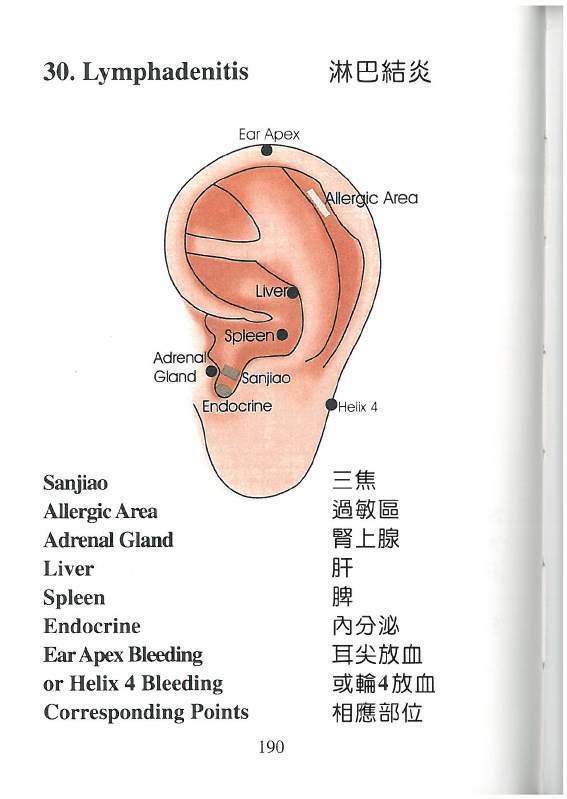 30. Lymphadenitis 淋巴結炎
Ear Apex
Allergic Area
Liver
Spleen
Adrenal
Gland
Sanjiao
Endocrine
Helix 4
Sanjiao 三焦
Allergic Area 過敏區
Adrenal Gland 腎上腺
Liver 肝
Spleen 脾
Endocrine 內分泌
Ear Apex Bleeding 耳尖放血
or Helix 4 Bleeding 或輪4放血
Corresponding Points 相應部位
190